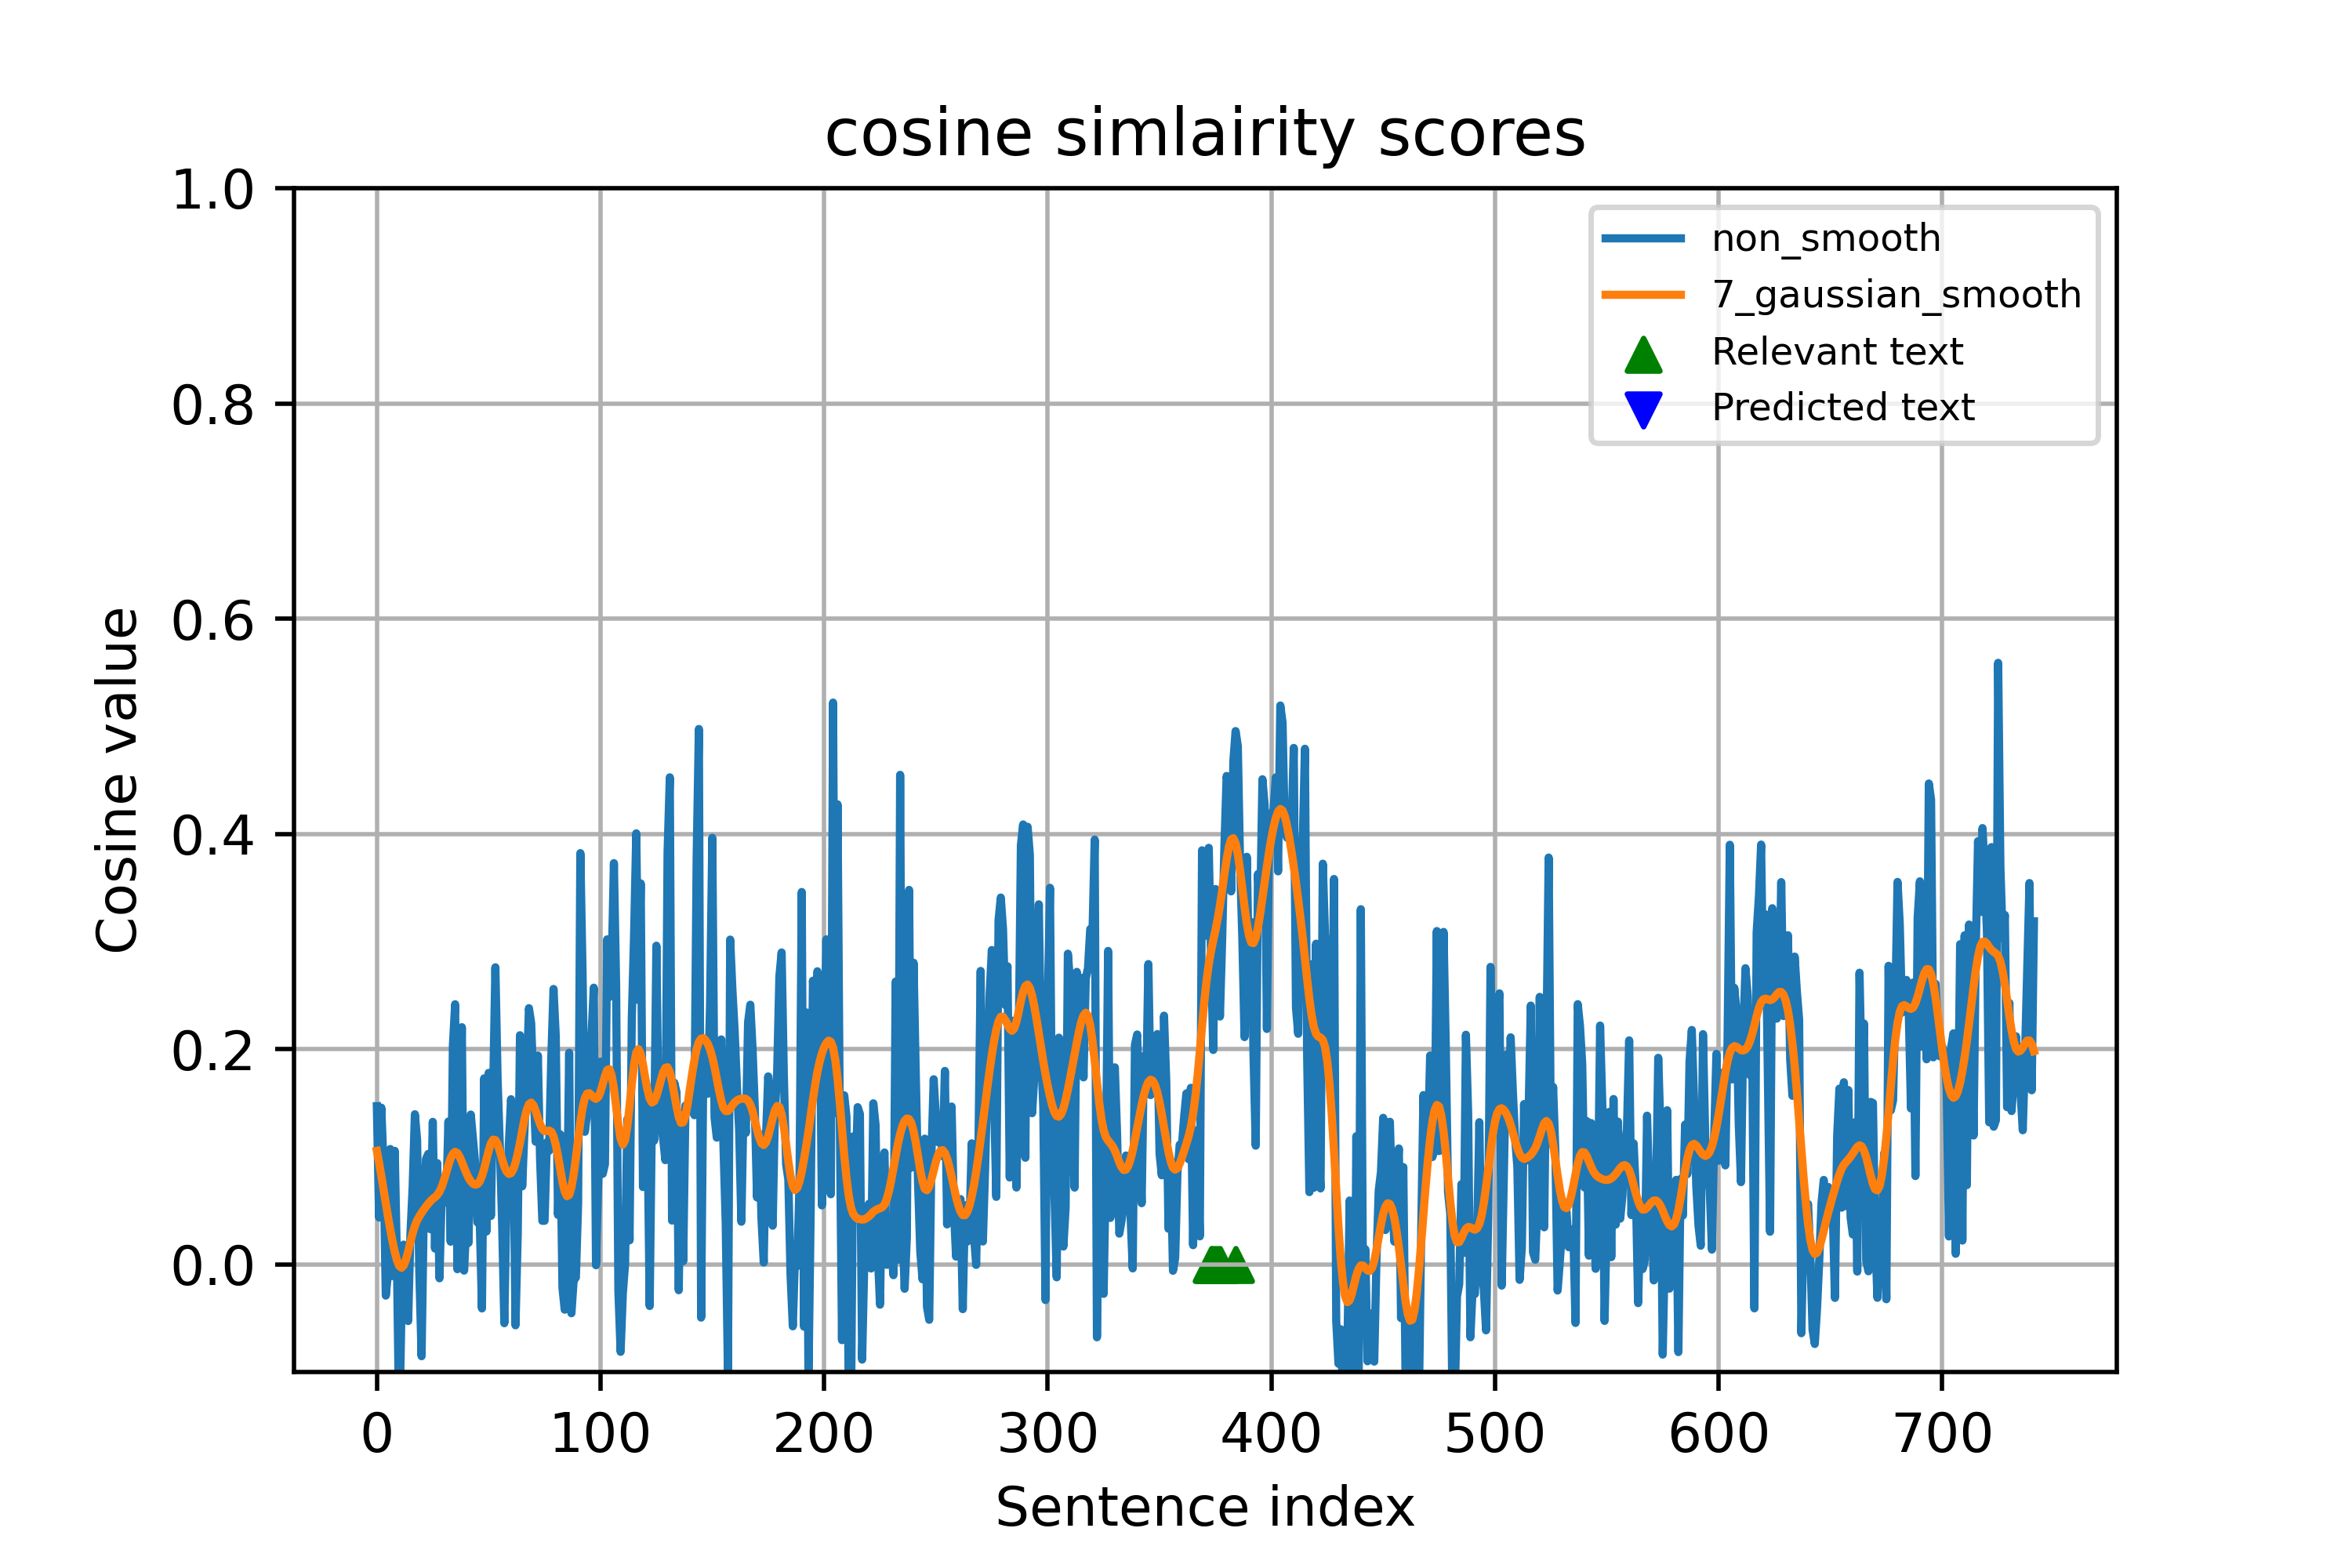 cosine simlairity scores
1.0
0.8
0.6
0.4
0.2
0.0
Cosine value
non_smooth
7_gaussian_smooth
Relevant text
Predicted text
0 100 200 300 400 500 600 700
Sentence index